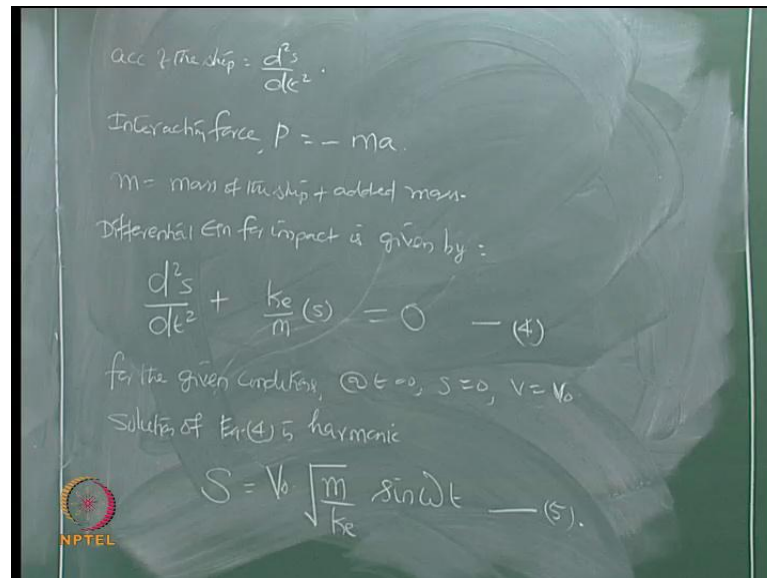 acc of the ship = d²s/dt².
Interaction force, P = - ma.
m = mass of the ship + added mass.
Differential Eqn for impact is given by :
d²s/dt² + ke/m (s) = 0 — (4)
for the given conditions, @ t=0, s=0, V = V₀
Solution of Eq.(4) is harmonic
S = V₀ √(m/ke) sin ωt — (5).
NPTEL